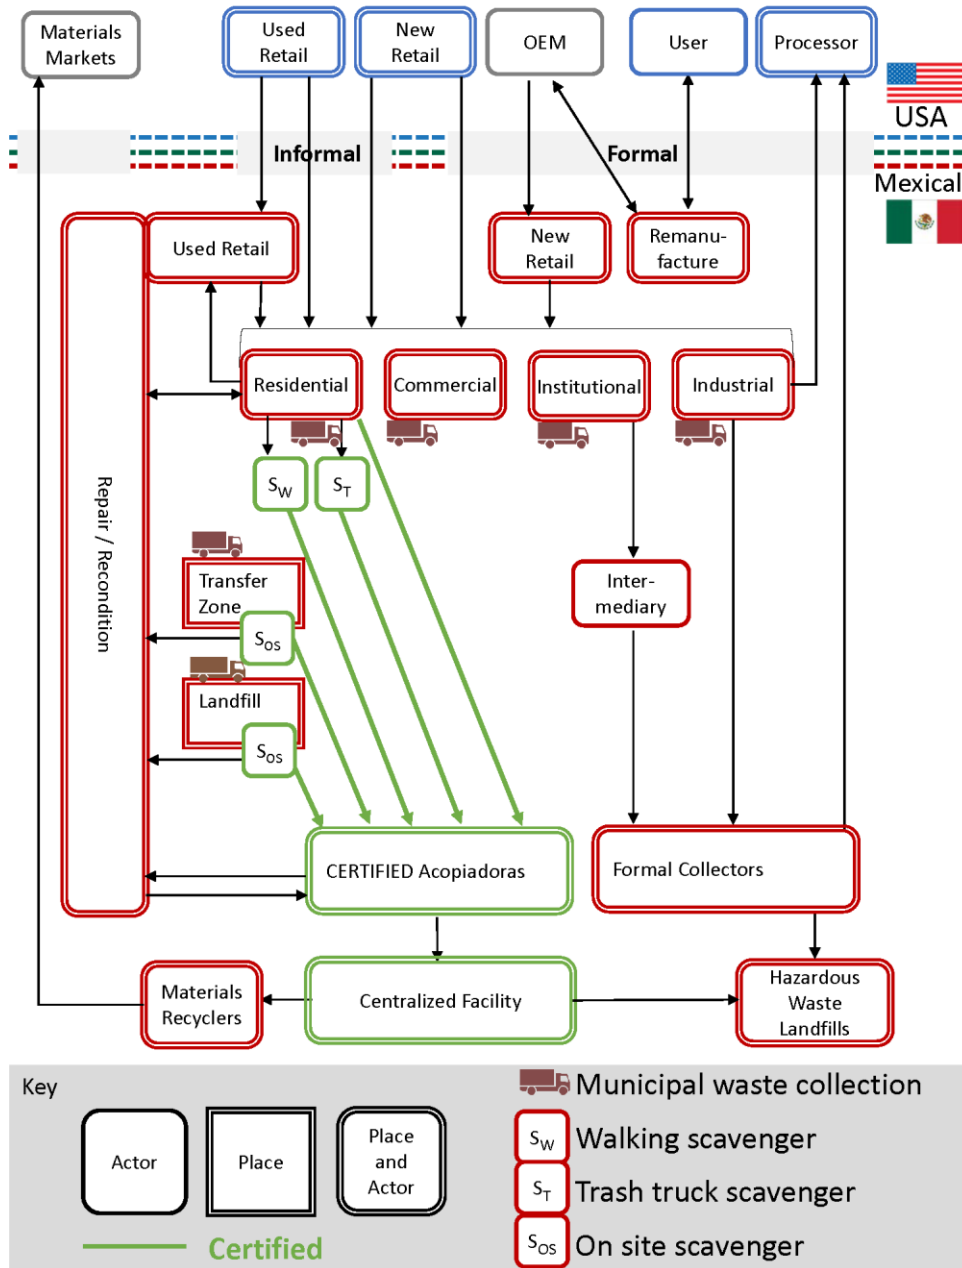 Materials
Markets
Used
Retail
New
Retail
OEM
User
Processor
USA
Informal
Formal
Mexical
Used Retail
New
Retail
Remanu-
facture
Residential
Commercial
Institutional
Industrial
Repair / Recondition
SW
ST
Transfer
Zone
SOS
Inter-
mediary
Landfill
SOS
CERTIFIED Acopiadoras
Formal Collectors
Materials
Recyclers
Centralized Facility
Hazardous
Waste
Landfills
Key
Actor
Place
Place
and
Actor
Certified
Municipal waste collection
SW Walking scavenger
ST Trash truck scavenger
SOS On site scavenger